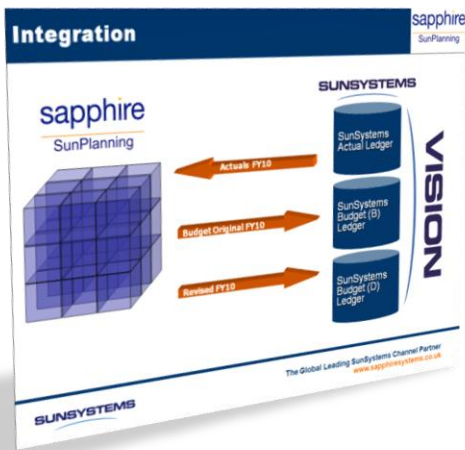 Integration
sapphire
SunPlanning
sapphire
SunPlanning
SUNSYSTEMS
SunSystems
Actual Ledger
Actuals FY10
SunSystems
Budget (B)
Ledger
Budget Original FY10
SunSystems
Budget (D)
Ledger
Revised FY10
VISION
The Global Leading SunSystems Channel Partner
www.sapphiresystems.co.uk
SUNSYSTEMS